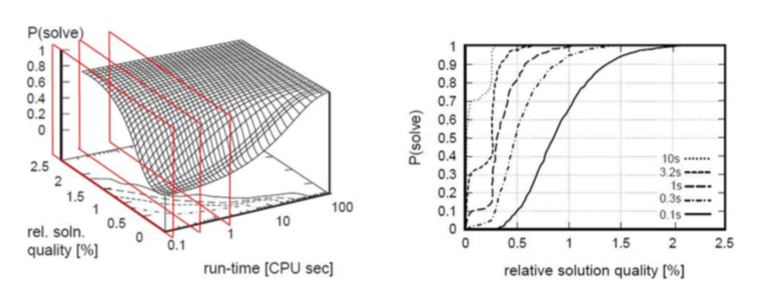 P(solve)
1
0.8
0.6
0.4
0.2
0
2.5
2
1.5
1
0.5
0
rel. soln.
quality [%]
0.1
1
10
100
run-time [CPU sec]
P(solve)
1
0.9
0.8
0.7
0.6
0.5
0.4
0.3
0.2
0.1
0
10s
3.2s
1s
0.3s
0.1s
0 0.5 1 1.5 2 2.5
relative solution quality [%]